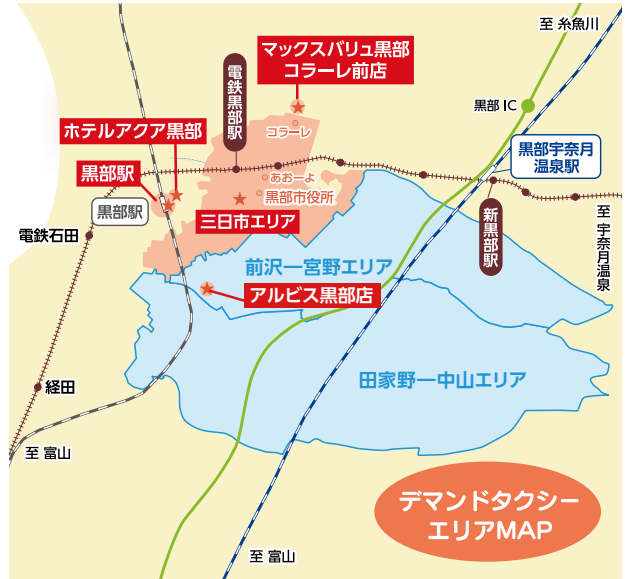 至 糸魚川
マックスバリュ黒部
コラーレ前店
電鉄黒部駅
黒部IC
コラーレ
ホテルアクア黒部
黒部宇奈月
温泉駅
黒部駅
あおーよ
黒部市役所
黒部駅
三日市エリア
新黒部駅
至 宇奈月温泉
電鉄石田
前沢ー宮野エリア
アルビス黒部店
経田
田家野ー中山エリア
至 富山
デマンドタクシー
エリアMAP
至 富山